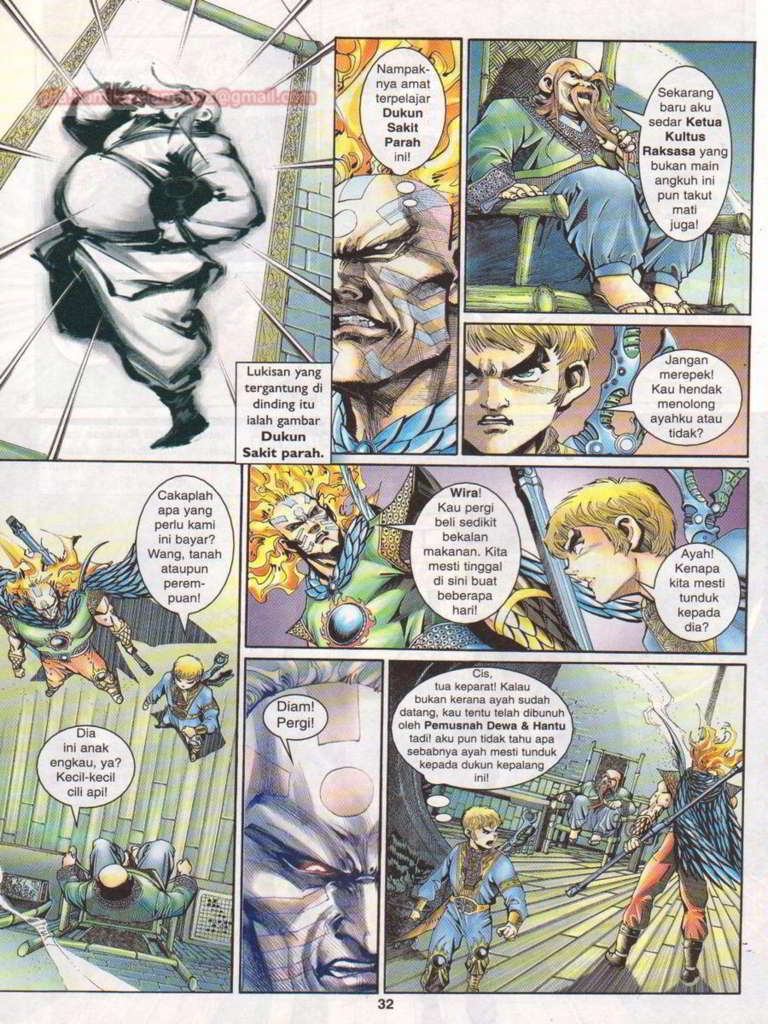 Lukisan yang
tergantung di
dinding itu
ialah gambar
Dukun
Sakit parah.
Nampak-
nya amat
terpelajar
Dukun
Sakit
Parah
ini!
Sekarang
baru aku
sedar Ketua
Kultus
Raksasa yang
bukan main
angkuh ini
pun takut
mati
juga!
Jangan
merepek!
Kau hendak
menolong
ayahku atau
tidak?
Cakaplah
apa yang
perlu kami
ini bayar?
Wang, tanah
ataupun
perem-
puan!
Dia
ini anak
engkau, ya?
Kecil-kecil
cili api!
Wira!
Kau pergi
beli sedikit
bekalan
makanan. Kita
mesti tinggal
di sini buat
beberapa
hari!
Ayah!
Kenapa
kita mesti
tunduk
kepada
dia?
Diam!
Pergi!
Cis,
tua keparat! Kalau
bukan kerana ayah sudah
datang, kau tentu telah dibunuh
oleh Pemusnah Dewa & Hantu
tadi! aku pun tidak tahu apa
sebabnya ayah mesti tunduk
kepada dukun kepalang
ini!
32